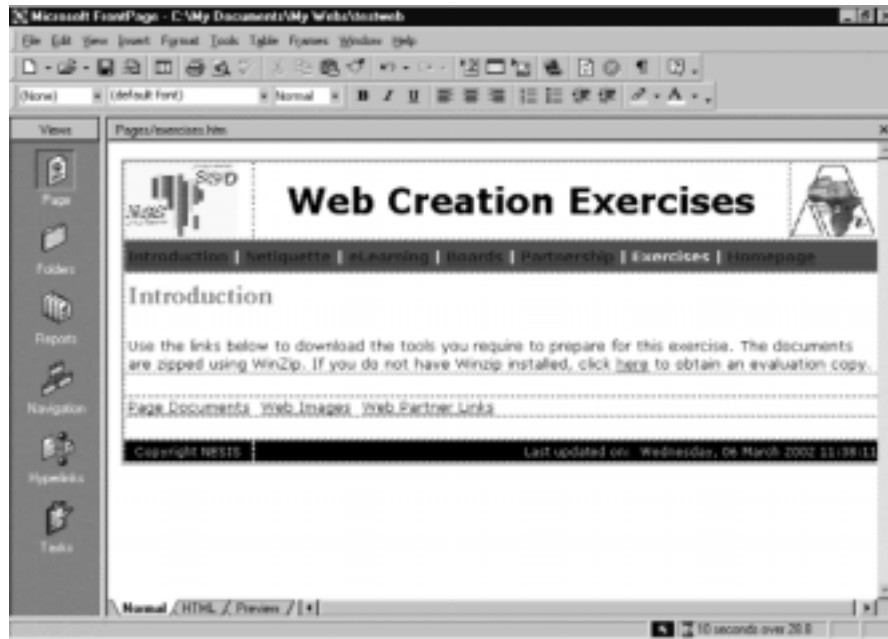 Microsoft FrontPage - C:\My Documents\My Webs\testweb
File Edit View Insert Format Tools Table Frames Window Help
(None) (default font) Normal B I U A
Views Pages/exercises.htm
Page
Folders
Reports
Navigation
Hyperlinks
Tasks
Web Creation Exercises
Introduction | Netiquette | eLearning | Boards | Partnership | Exercises | Homepage
Introduction
Use the links below to download the tools you require to prepare for this exercise. The documents
are zipped using WinZip. If you do not have Winzip installed, click here to obtain an evaluation copy.
Page Documents Web Images Web Partner Links
Copyright NESIS Last updated on: Wednesday, 06 March 2002 11:38:11
Normal HTML Preview
10 seconds over 28.8